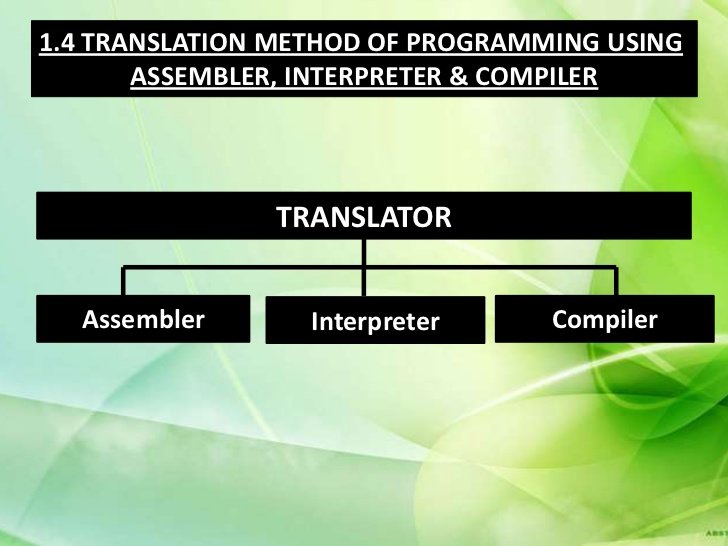 1.4 TRANSLATION METHOD OF PROGRAMMING USING
ASSEMBLER, INTERPRETER & COMPILER
TRANSLATOR
Assembler
Interpreter
Compiler